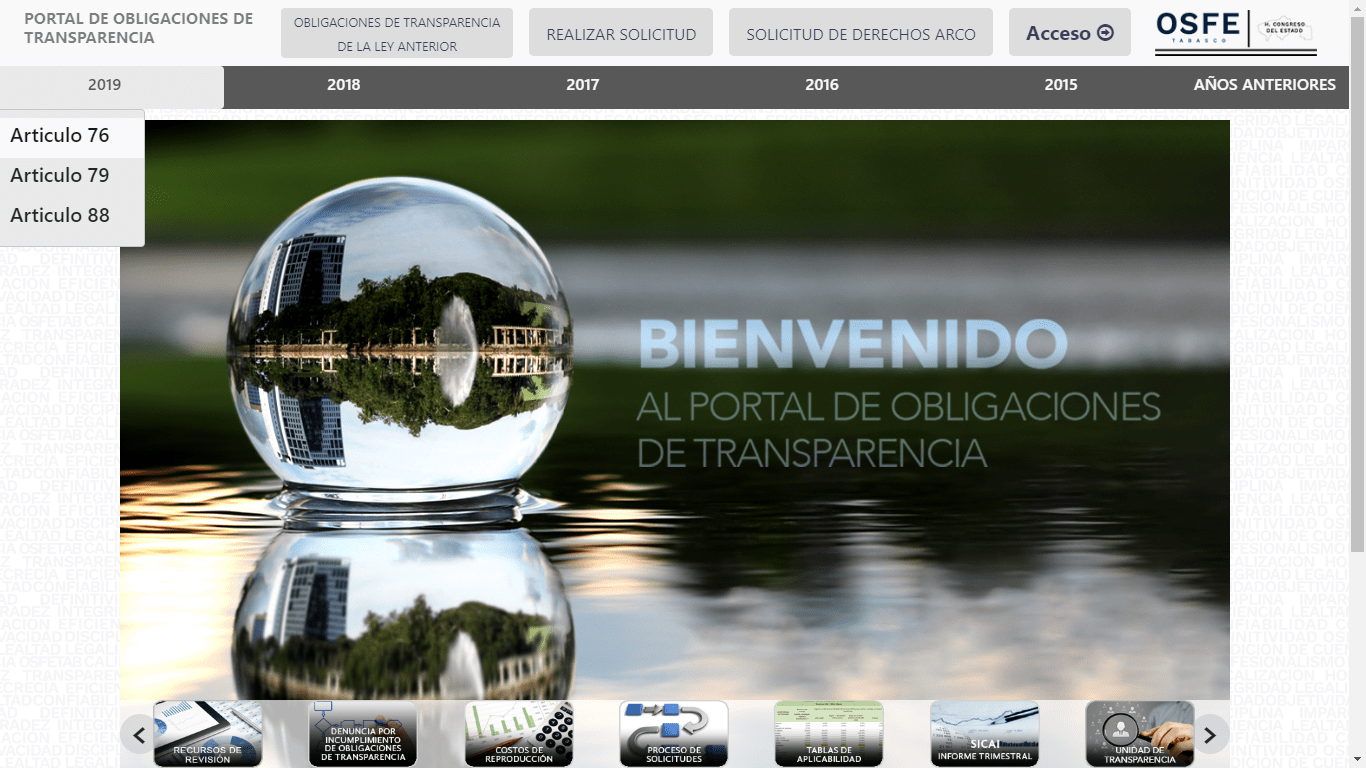 PORTAL DE OBLIGACIONES DE
TRANSPARENCIA
OBLIGACIONES DE TRANSPARENCIA
DE LA LEY ANTERIOR
REALIZAR SOLICITUD
SOLICITUD DE DERECHOS ARCO
Acceso
OSFE
TABASCO
H. CONGRESO
DEL ESTADO
2019
2018
2017
2016
2015
AÑOS ANTERIORES
Articulo 76
Articulo 79
Articulo 88
BIENVENIDO
AL PORTAL DE OBLIGACIONES
DE TRANSPARENCIA
RECURSOS DE
REVISIÓN
DENUNCIA POR
INCUMPLIMIENTO
DE OBLIGACIONES
DE TRANSPARENCIA
COSTOS DE
REPRODUCCIÓN
PROCESO DE
SOLICITUDES
TABLAS DE
APLICABILIDAD
SICAI
INFORME TRIMESTRAL
UNIDAD DE
TRANSPARENCIA